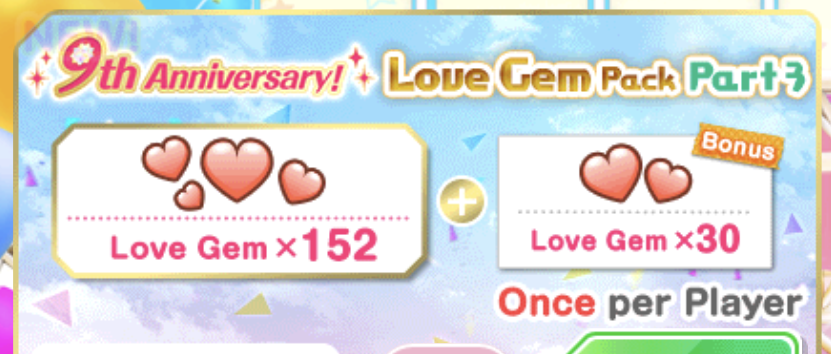 NEW!
9th Anniversary! Love Gem Pack Part 3
Bonus
Love Gem ×152
+
Love Gem ×30
Once per Player